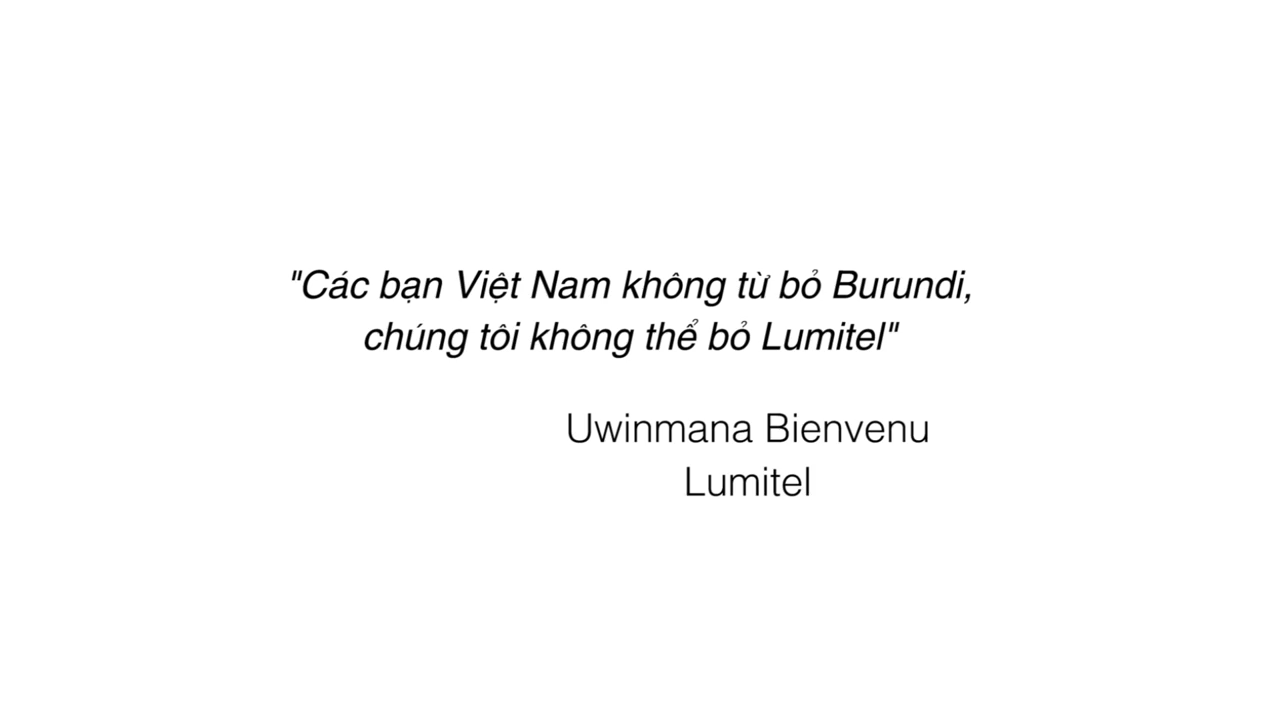 "Các bạn Việt Nam không từ bỏ Burundi,
chúng tôi không thể bỏ Lumitel"
Uwinmana Bienvenu
Lumitel